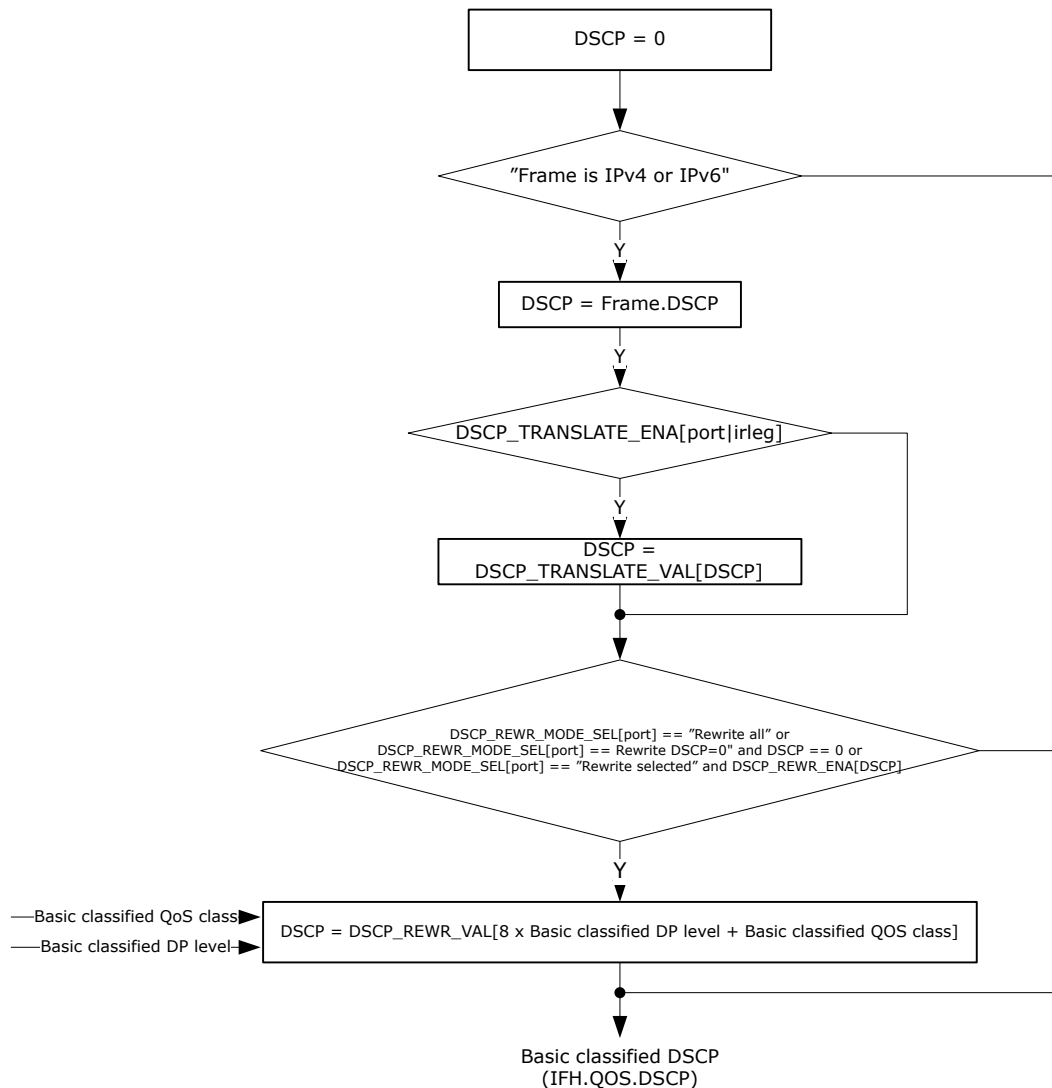 DSCP = 0
″Frame is IPv4 or IPv6"
Y
DSCP = Frame.DSCP
Y
DSCP_TRANSLATE_ENA[port|irleg]
Y
DSCP =
DSCP_TRANSLATE_VAL[DSCP]
DSCP_REWR_MODE_SEL[port] == ″Rewrite all″ or
DSCP_REWR_MODE_SEL[port] == Rewrite DSCP=0" and DSCP == 0 or
DSCP_REWR_MODE_SEL[port] == ″Rewrite selected″ and DSCP_REWR_ENA[DSCP]
Y
Basic classified QoS class
DSCP = DSCP_REWR_VAL[8 x Basic classified DP level + Basic classified QOS class]
Basic classified DP level
Basic classified DSCP
(IFH.QOS.DSCP)